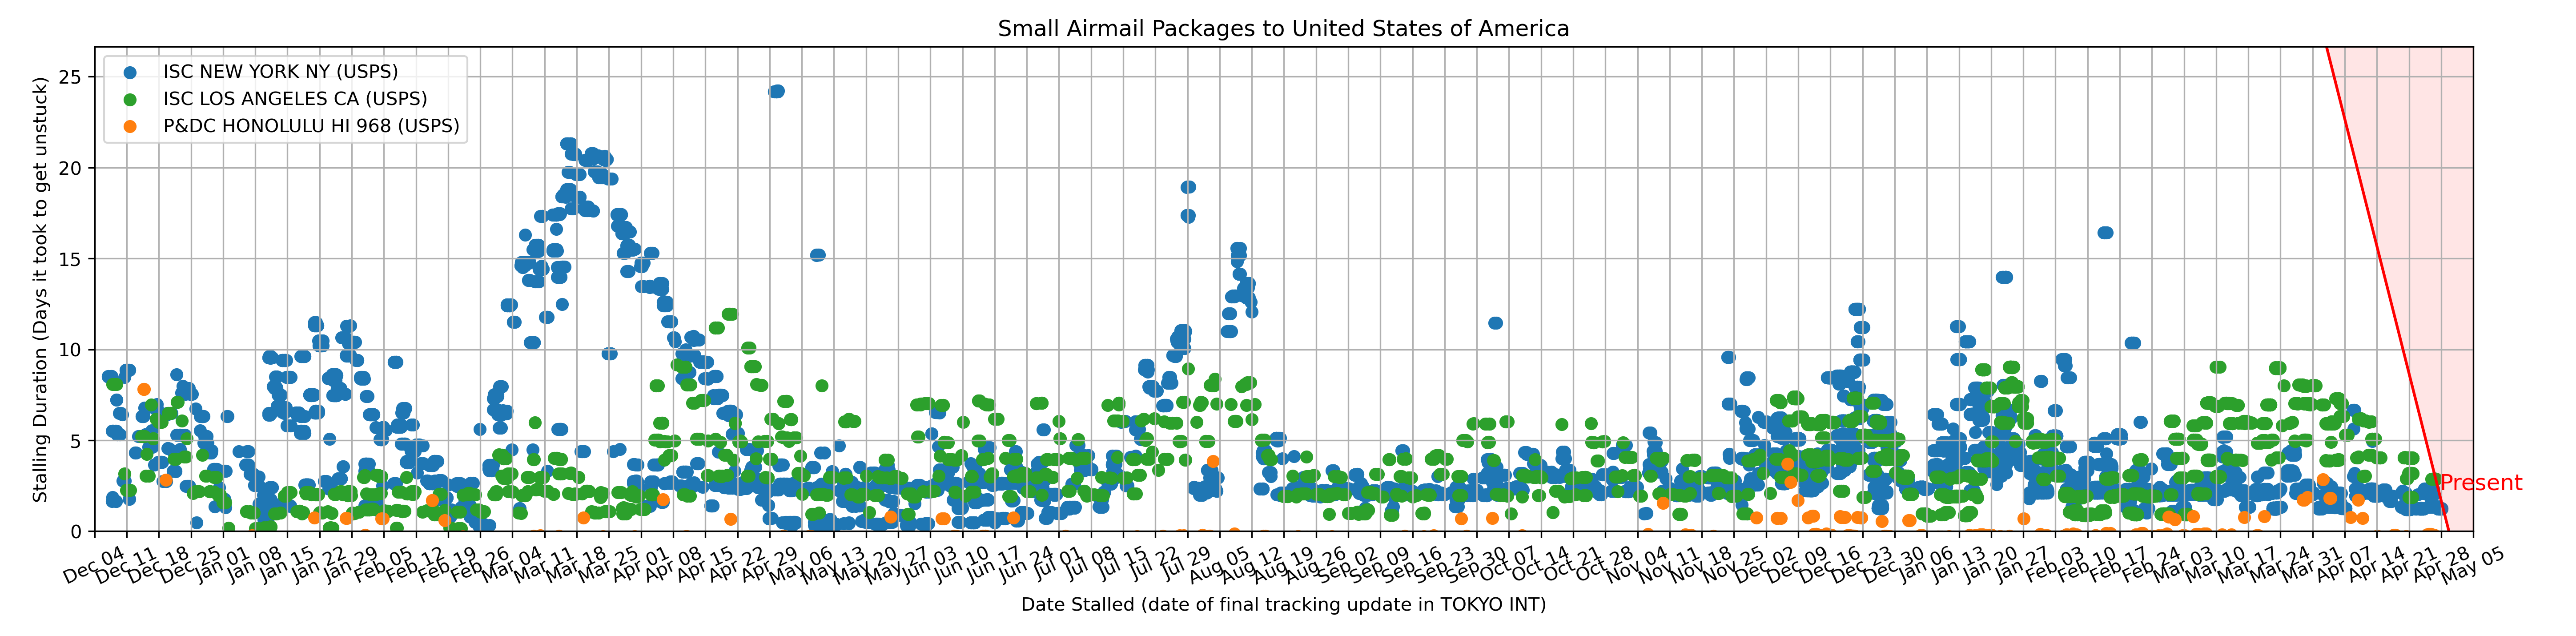 Small Airmail Packages to United States of America
ISC NEW YORK NY (USPS)
ISC LOS ANGELES CA (USPS)
P&DC HONOLULU HI 968 (USPS)
Stalling Duration (Days it took to get unstuck)
25
20
15
10
5
0
Present
Dec 04 Dec 11 Dec 18 Dec 25 Jan 01 Jan 08 Jan 15 Jan 22 Jan 29 Feb 05 Feb 12 Feb 19 Feb 26 Mar 04 Mar 11 Mar 18 Mar 25 Apr 01 Apr 08 Apr 15 Apr 22 Apr 29 May 06 May 13 May 20 May 27 Jun 03 Jun 10 Jun 17 Jun 24 Jul 01 Jul 08 Jul 15 Jul 22 Jul 29 Aug 05 Aug 12 Aug 19 Aug 26 Sep 02 Sep 09 Sep 16 Sep 23 Sep 30 Oct 07 Oct 14 Oct 21 Oct 28 Nov 04 Nov 11 Nov 18 Nov 25 Dec 02 Dec 09 Dec 16 Dec 23 Dec 30 Jan 06 Jan 13 Jan 20 Jan 27 Feb 03 Feb 10 Feb 17 Feb 24 Mar 03 Mar 10 Mar 17 Mar 24 Mar 31 Apr 07 Apr 14 Apr 21 Apr 28 May 05
Date Stalled (date of final tracking update in TOKYO INT)